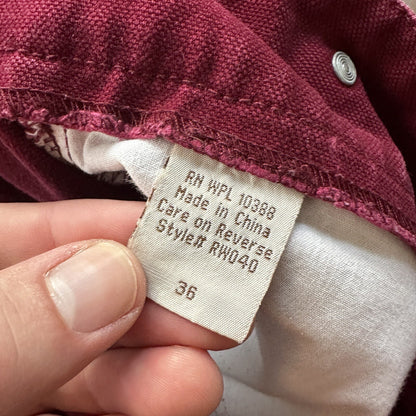 RN WPL 10388
Made in China
Care on Reverse
Style# RW040
36